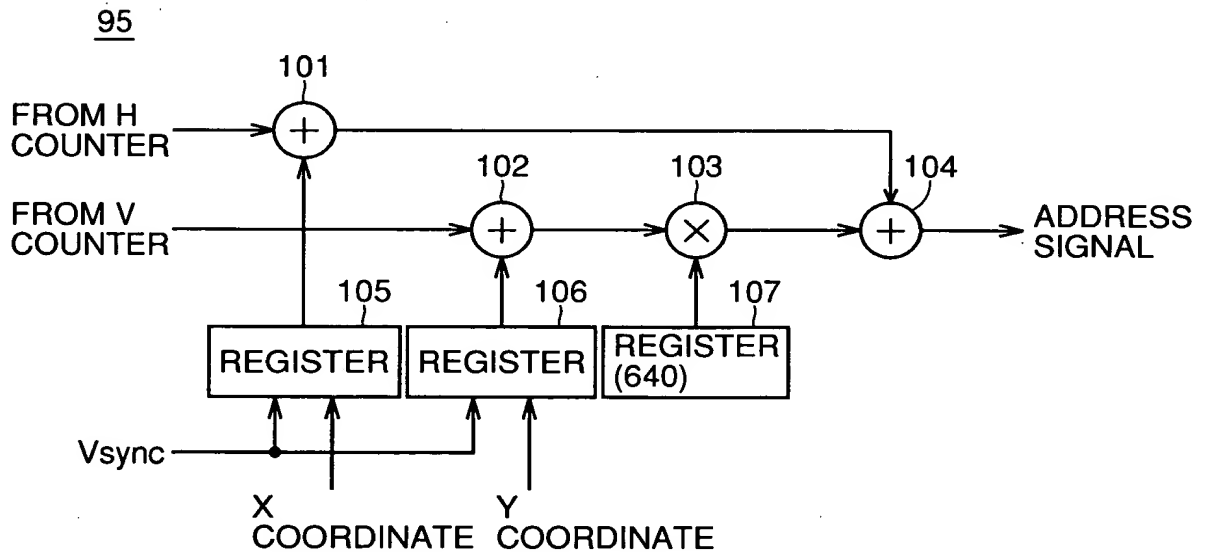 95
101
FROM H
COUNTER
+
102
103
104
FROM V
COUNTER
+
×
+
ADDRESS
SIGNAL
105
106
107
REGISTER
REGISTER
REGISTER
(640)
Vsync
X
COORDINATE
Y
COORDINATE